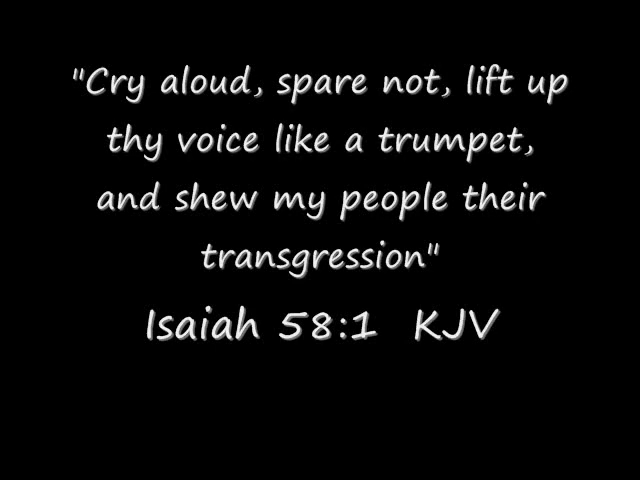 "Cry aloud, spare not, lift up
thy voice like a trumpet,
and shew my people their
transgression"
Isaiah 58:1 KJV